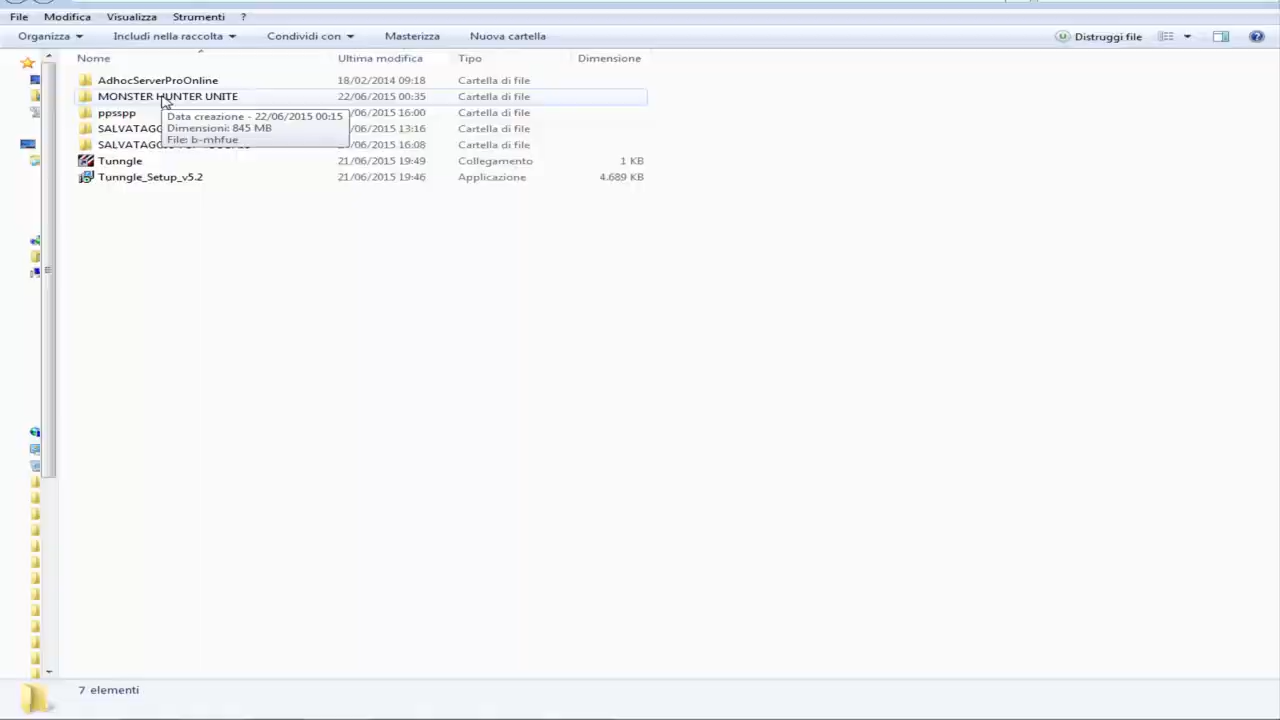 File Modifica Visualizza Strumenti ?
Organizza Includi nella raccolta Condividi con Masterizza Nuova cartella Distruggi file
Nome Ultima modifica Tipo Dimensione
AdhocServerProOnline 18/02/2014 09:18 Cartella di file
MONSTER HUNTER UNITE 22/06/2015 00:35 Cartella di file
ppsspp /06/2015 16:00 Cartella di file
Data creazione - 22/06/2015 00:15
Dimensioni: 845 MB
File: b-mhfue
/06/2015 13:16 Cartella di file
/06/2015 16:08 Cartella di file
Tunngle 21/06/2015 19:49 Collegamento 1 KB
Tunngle_Setup_v5.2 21/06/2015 19:46 Applicazione 4.689 KB
7 elementi